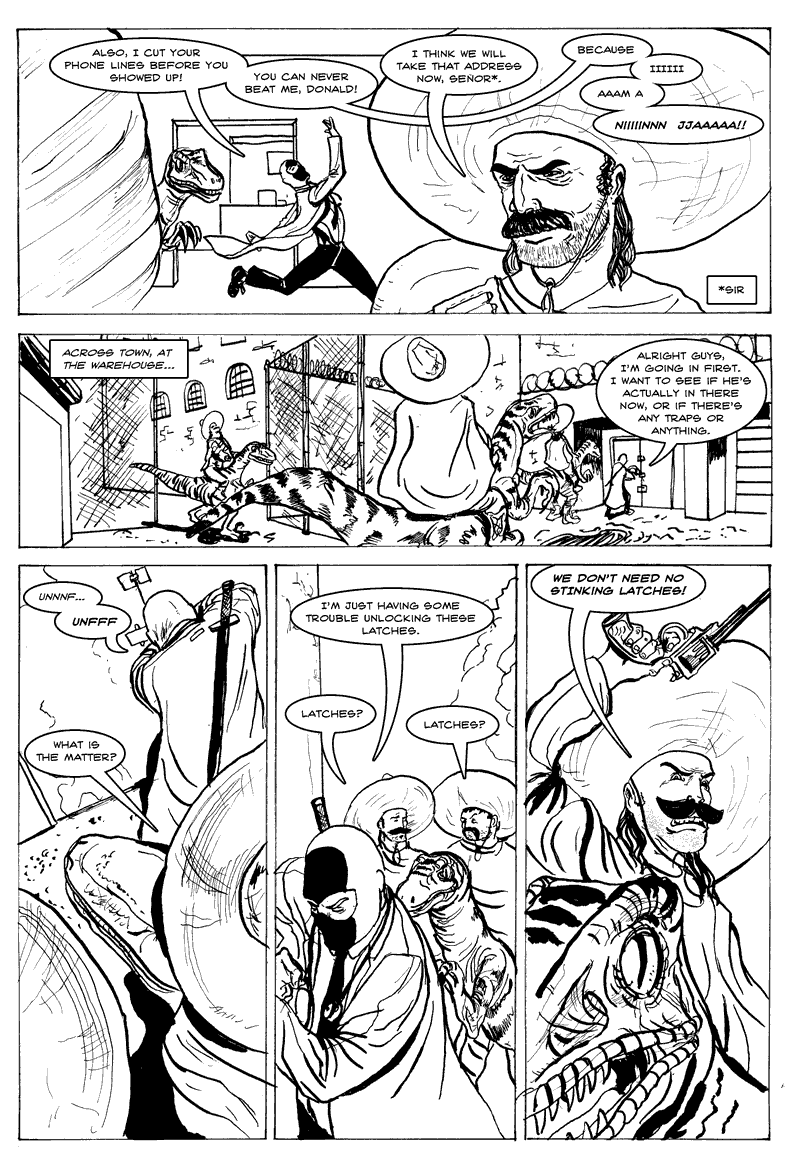 ALSO, I CUT YOUR
PHONE LINES BEFORE YOU
SHOWED UP!
YOU CAN NEVER
BEAT ME, DONALD!
I THINK WE WILL
TAKE THAT ADDRESS
NOW, SEÑOR*.
BECAUSE
IIIIII
AAAM A
NIIIIINNN JJAAAAA!!
*SIR
ACROSS TOWN, AT
THE WAREHOUSE...
ALRIGHT GUYS,
I'M GOING IN FIRST.
I WANT TO SEE IF HE'S
ACTUALLY IN THERE
NOW, OR IF THERE'S
ANY TRAPS OR
ANYTHING.
UNNNF...
UNFFF
WHAT IS
THE MATTER?
I'M JUST HAVING SOME
TROUBLE UNLOCKING THESE
LATCHES.
LATCHES?
LATCHES?
WE DON'T NEED NO
STINKING LATCHES!